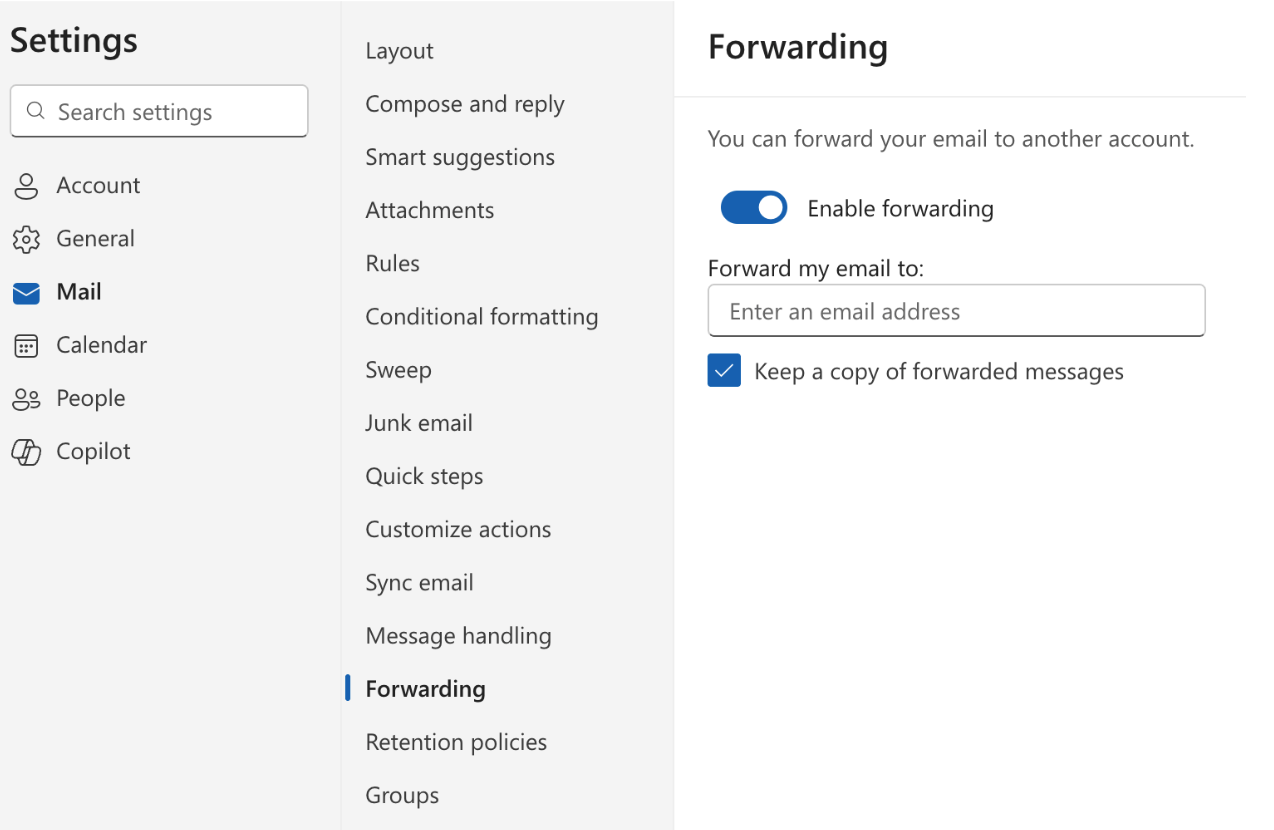 Settings
Search settings
Account
General
Mail
Calendar
People
Copilot
Layout
Compose and reply
Smart suggestions
Attachments
Rules
Conditional formatting
Sweep
Junk email
Quick steps
Customize actions
Sync email
Message handling
Forwarding
Retention policies
Groups
Forwarding
You can forward your email to another account.
Enable forwarding
Forward my email to:
Enter an email address
Keep a copy of forwarded messages